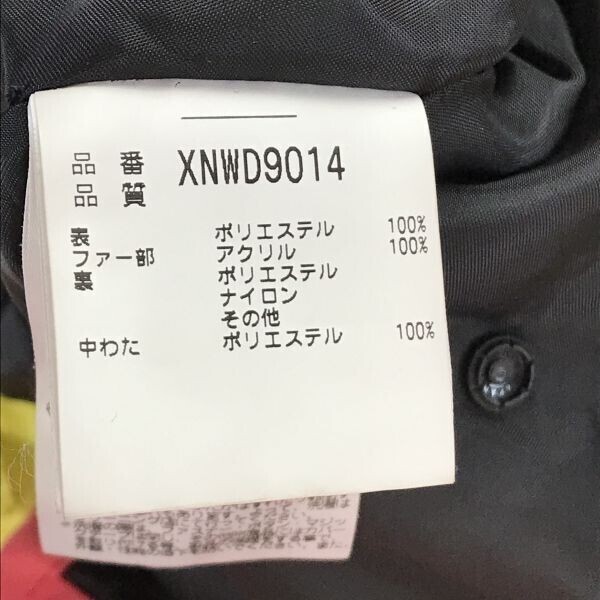 品 番 XNWD9014
品 質
表 ポリエステル 100%
ファー部 アクリル 100%
裏 ポリエステル
ナイロン
その他
中わた ポリエステル 100%